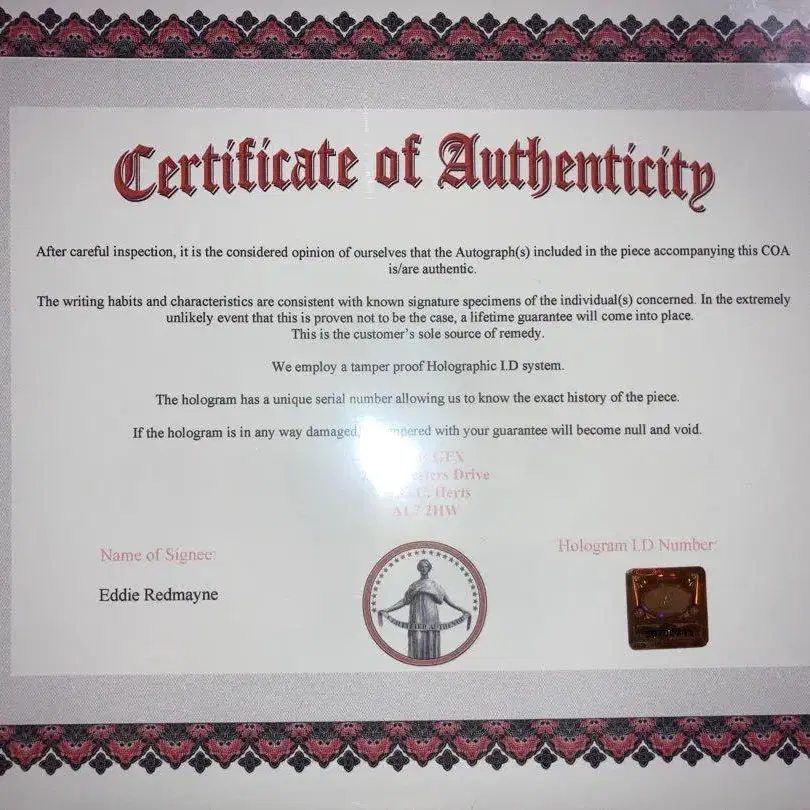 Certificate of Authenticity
After careful inspection, it is the considered opinion of ourselves that the Autograph(s) included in the piece accompanying this COA
is/are authentic.
The writing habits and characteristics are consistent with known signature specimens of the individual(s) concerned. In the extremely
unlikely event that this is proven not to be the case, a lifetime guarantee will come into place.
This is the customer's sole source of remedy.
We employ a tamper proof Holographic I.D system.
The hologram has a unique serial number allowing us to know the exact history of the piece.
If the hologram is in any way damaged, with your guarantee will become null and void.
GFX
Drive
Herts
AL7 2HW
Name of Signee:
Hologram I.D Number:
Eddie Redmayne